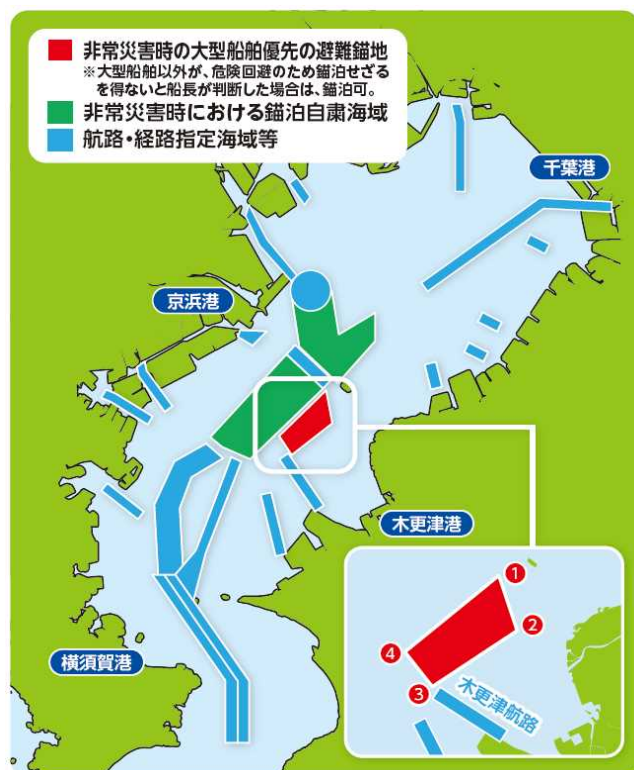 非常災害時の大型船舶優先の避難錨地
※大型船舶以外が、危険回避のため錨泊せざる
を得ないと船長が判断した場合は、錨泊可。
非常災害時における錨泊自粛海域
航路・経路指定海域等
千葉港
京浜港
木更津港
横須賀港
1
2
4
3
木更津航路